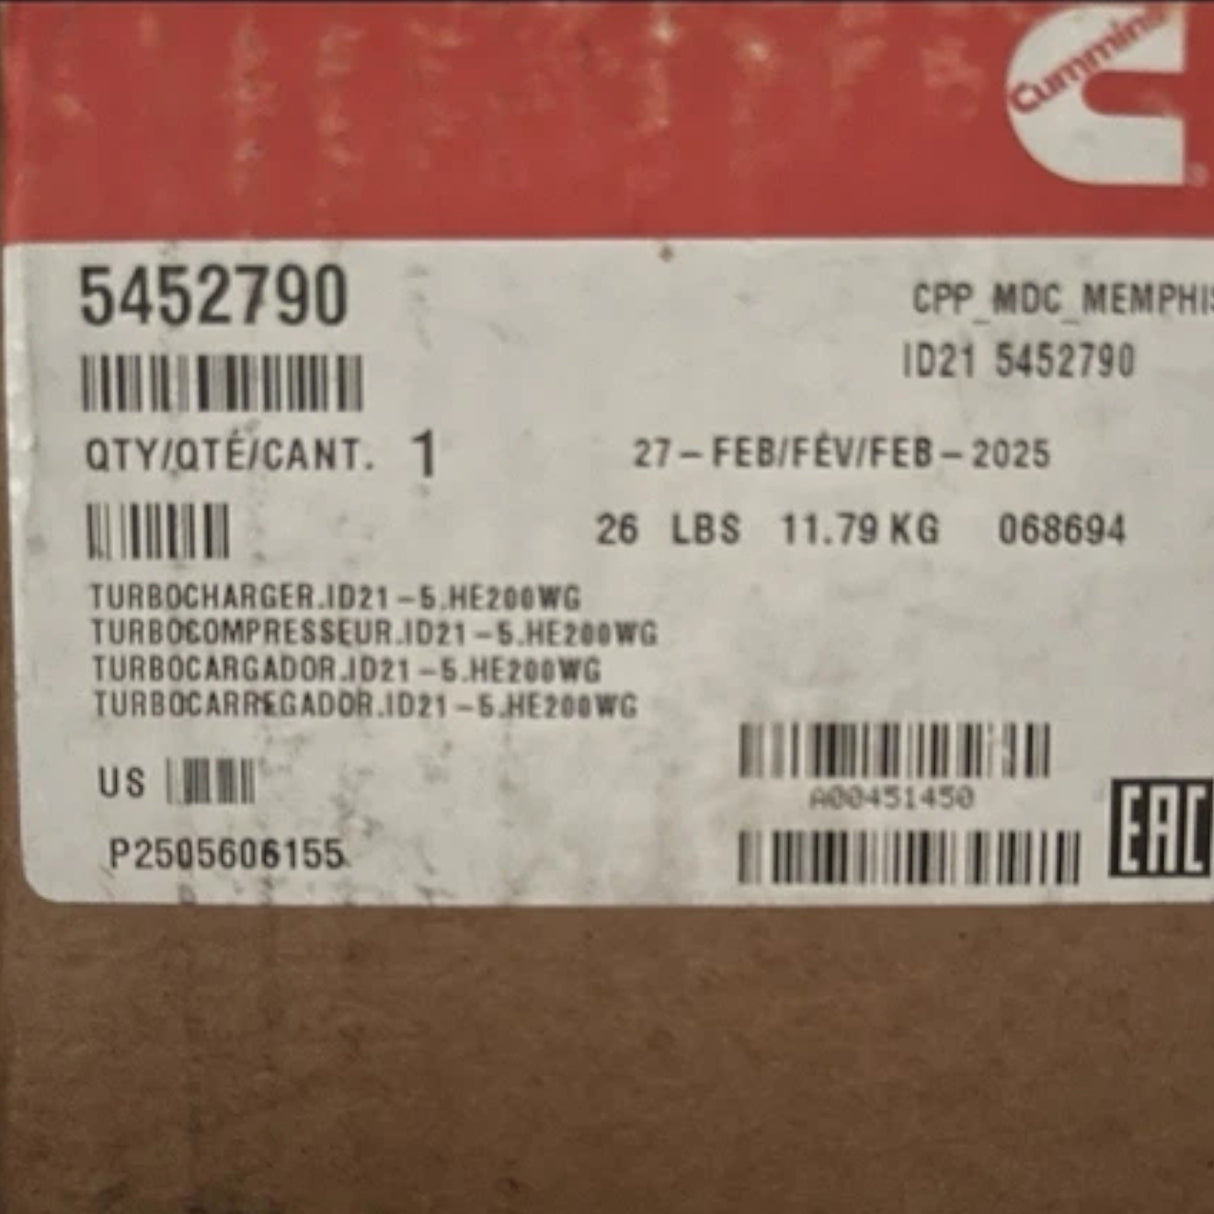 Cummins
5452790
CPP_MDC_MEMPHIS
ID21 5452790
QTY/QTÉ/CANT. 1
27-FEB/FÉV/FEB-2025
26 LBS 11.79 KG 068694
TURBOCHARGER.ID21-5.HE200WG
TURBOCOMPRESSEUR.ID21-5.HE200WG
TURBOCARGADOR.ID21-5.HE200WG
TURBOCARREGADOR.ID21-5.HE200WG
US
A00451450
EAC
P2505606155